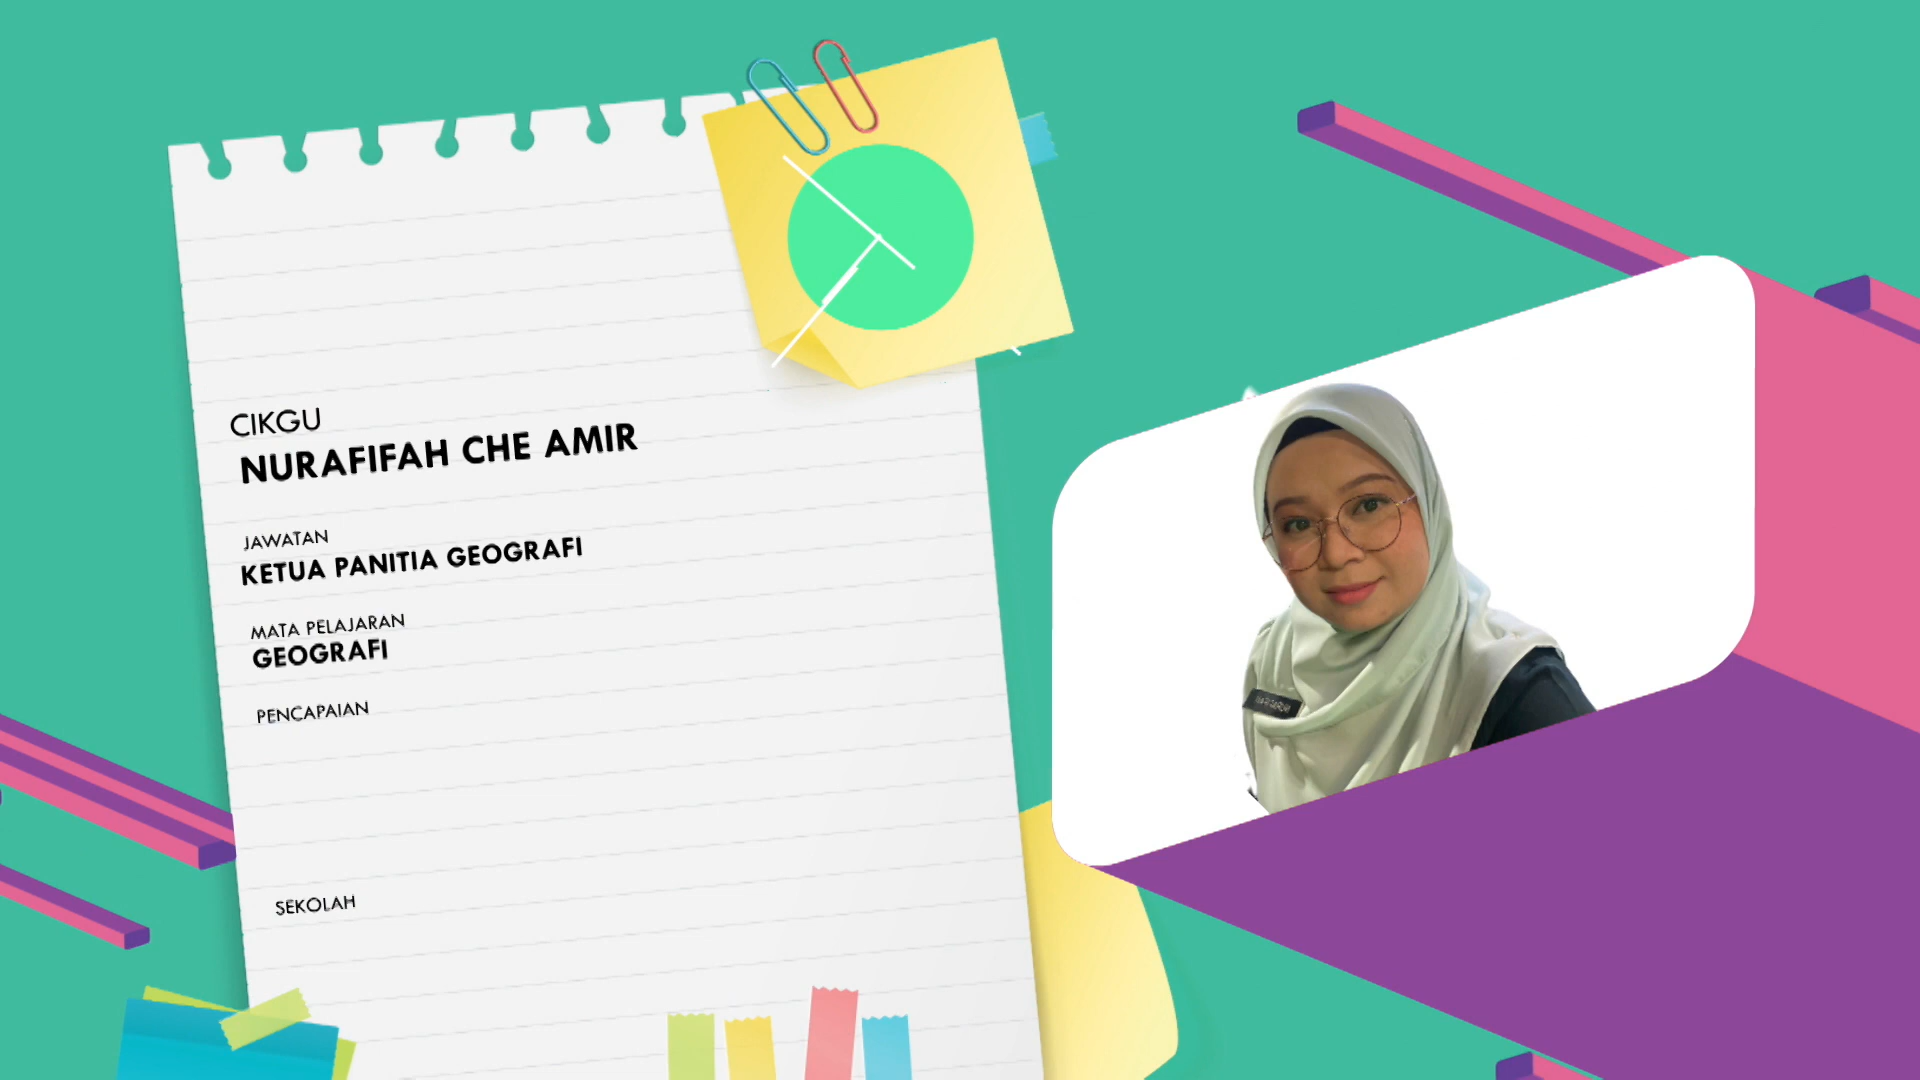 CIKGU
NURAFIFAH CHE AMIR
JAWATAN
KETUA PANITIA GEOGRAFI
MATA PELAJARAN
GEOGRAFI
PENCAPAIAN
SEKOLAH